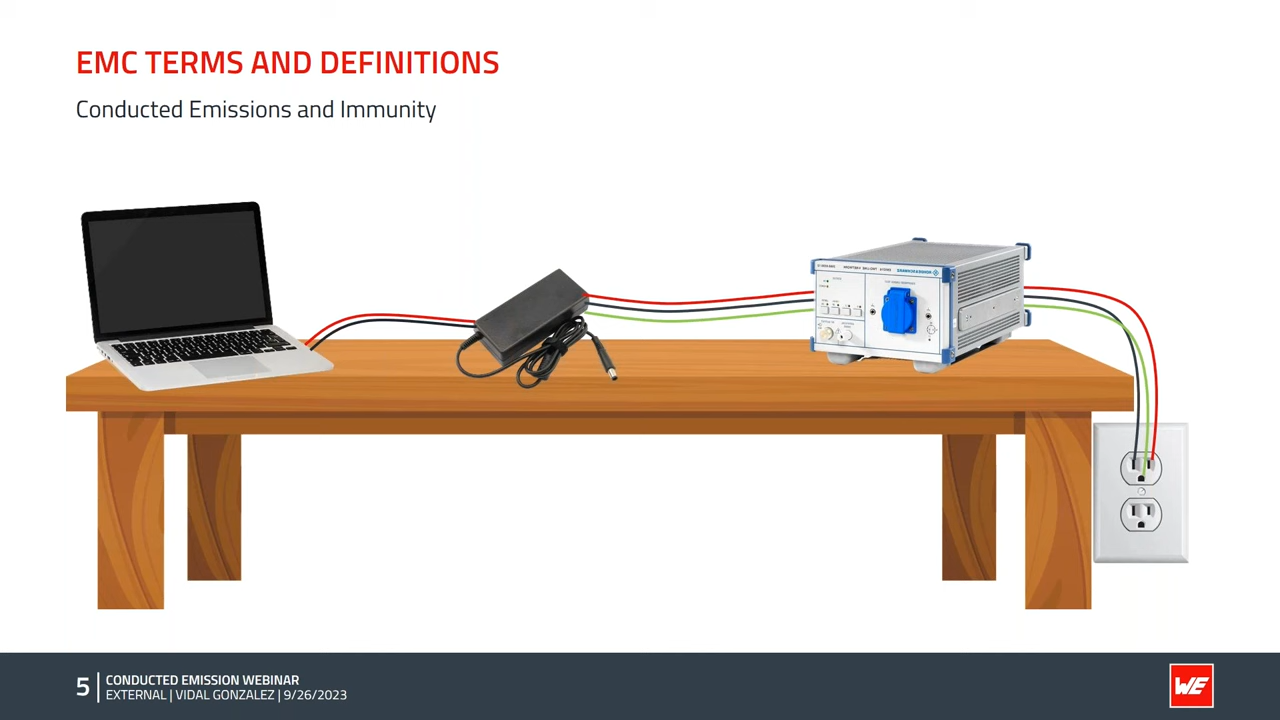 EMC TERMS AND DEFINITIONS
Conducted Emissions and Immunity
5
CONDUCTED EMISSION WEBINAR
EXTERNAL | VIDAL GONZALEZ | 9/26/2023
WE